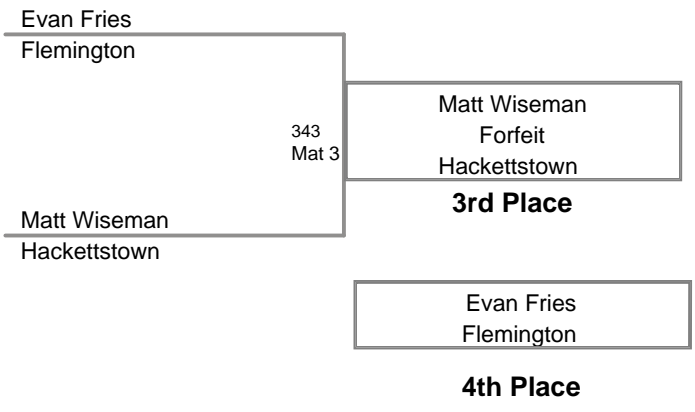 Evan Fries
Flemington
343
Mat 3
Matt Wiseman
Hackettstown
Matt Wiseman
Forfeit
Hackettstown
3rd Place
Evan Fries
Flemington
4th Place